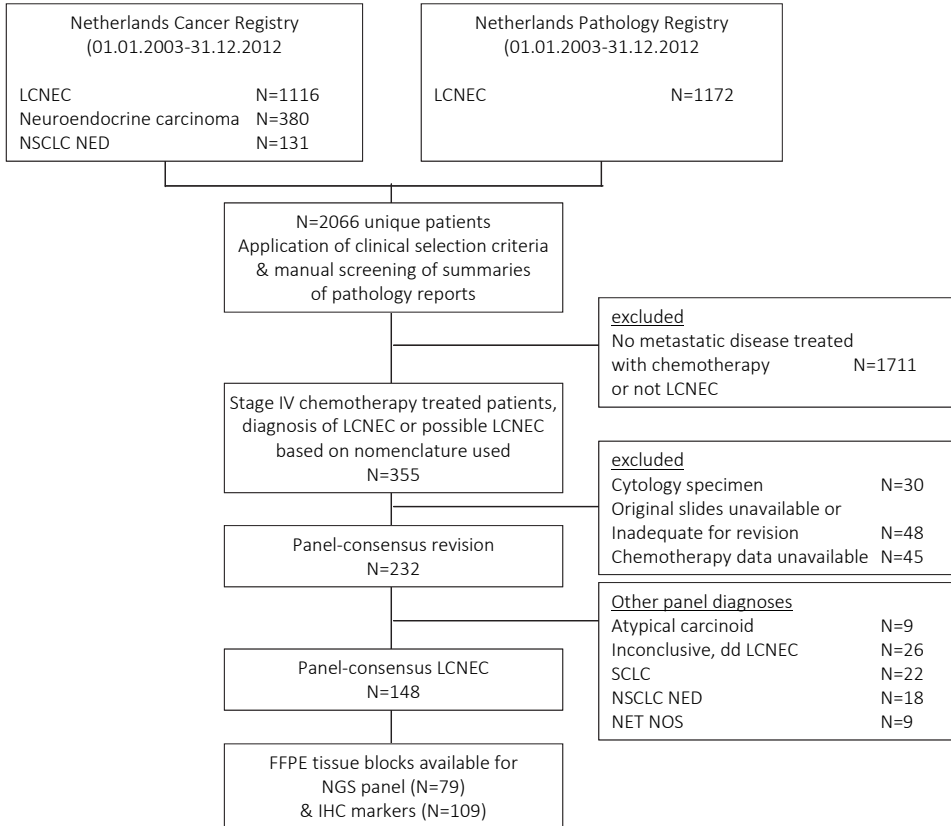 Netherlands Cancer Registry
(01.01.2003-31.12.2012
LCNEC N=1116
Neuroendocrine carcinoma N=380
NSCLC NED N=131
Netherlands Pathology Registry
(01.01.2003-31.12.2012
LCNEC N=1172
N=2066 unique patients
Application of clinical selection criteria
& manual screening of summaries
of pathology reports
excluded
No metastatic disease treated
with chemotherapy N=1711
or not LCNEC
Stage IV chemotherapy treated patients,
diagnosis of LCNEC or possible LCNEC
based on nomenclature used
N=355
excluded
Cytology specimen N=30
Original slides unavailable or
Inadequate for revision N=48
Chemotherapy data unavailable N=45
Panel-consensus revision
N=232
Other panel diagnoses
Atypical carcinoid N=9
Inconclusive, dd LCNEC N=26
SCLC N=22
NSCLC NED N=18
NET NOS N=9
Panel-consensus LCNEC
N=148
FFPE tissue blocks available for
NGS panel (N=79)
& IHC markers (N=109)